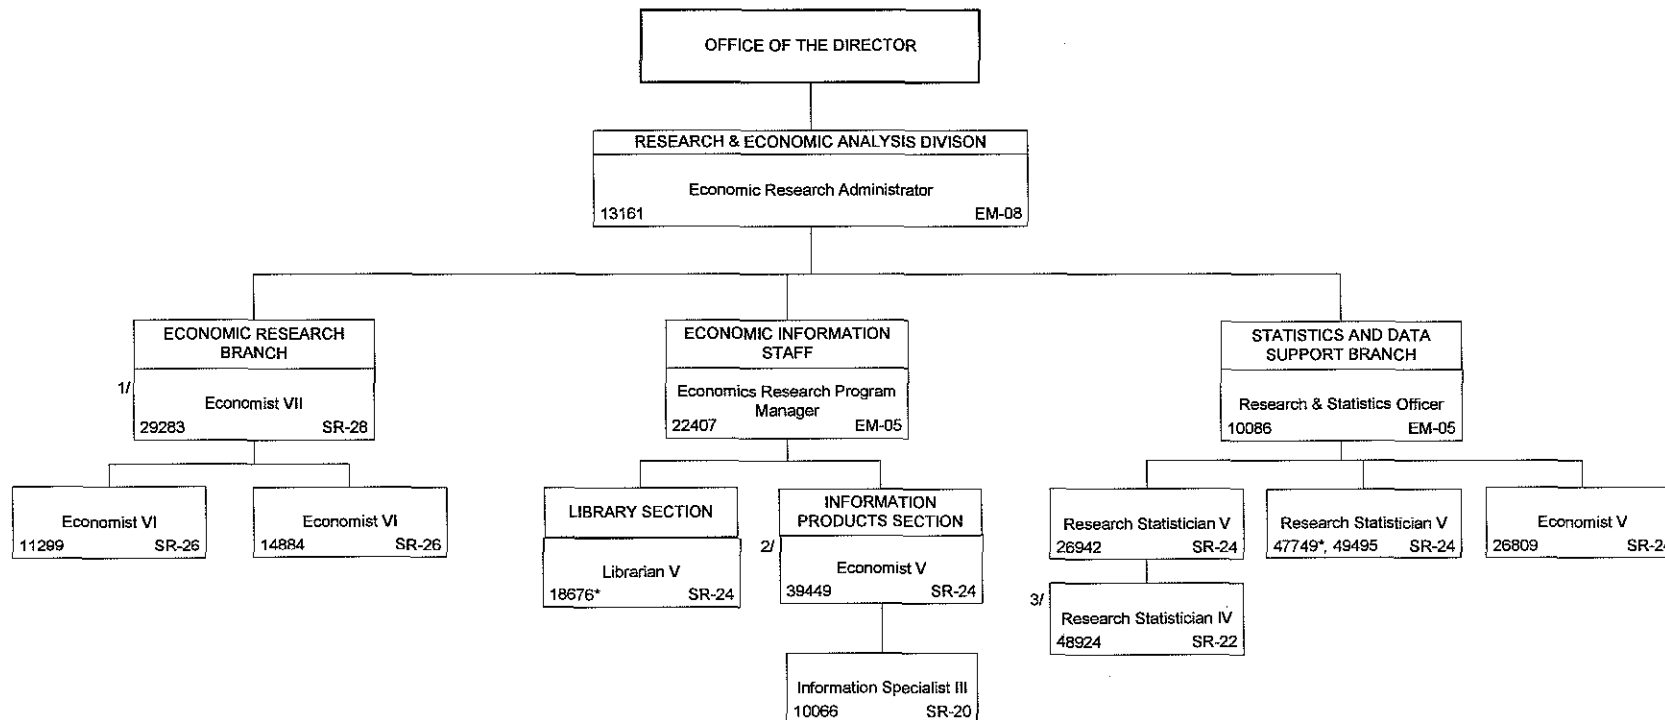 OFFICE OF THE DIRECTOR
RESEARCH & ECONOMIC ANALYSIS DIVISON
Economic Research Administrator
13161 EM-08
ECONOMIC RESEARCH
BRANCH
1/
Economist VII
29283 SR-28
ECONOMIC INFORMATION
STAFF
Economics Research Program
Manager
22407 EM-05
STATISTICS AND DATA
SUPPORT BRANCH
Research & Statistics Officer
10086 EM-05
Economist VI
11299 SR-26
Economist VI
14884 SR-26
LIBRARY SECTION
Librarian V
18676* SR-24
INFORMATION
PRODUCTS SECTION
2/
Economist V
39449 SR-24
Information Specialist III
10066 SR-20
Research Statistician V
26942 SR-24
3/
Research Statistician IV
48924 SR-22
Research Statistician V
47749*, 49495 SR-24
Economist V
26809 SR-24